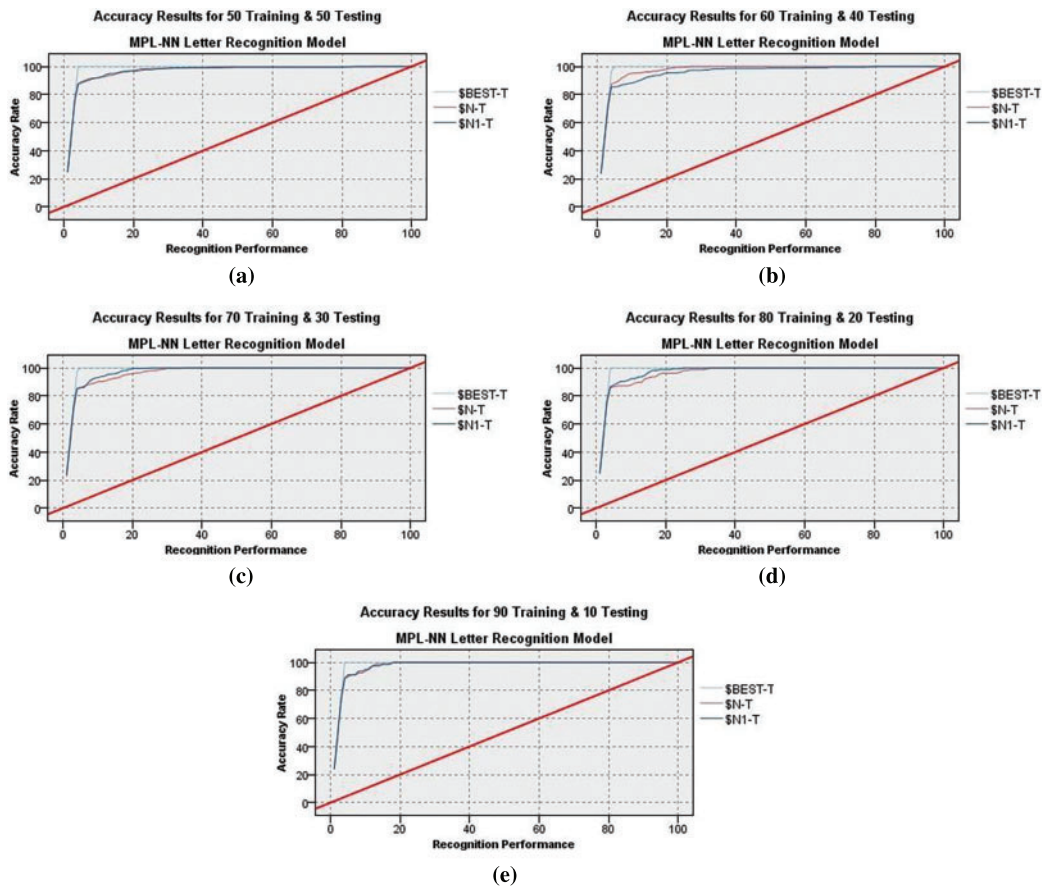 Accuracy Results for 50 Training & 50 Testing
MPL-NN Letter Recognition Model
Accuracy Rate
100
80
60
40
20
0
0 20 40 60 80 100
Recognition Performance
$BEST-T
$N-T
$N1-T
(a)
Accuracy Results for 60 Training & 40 Testing
MPL-NN Letter Recognition Model
Accuracy Rate
100
80
60
40
20
0
0 20 40 60 80 100
Recognition Performance
$BEST-T
$N-T
$N1-T
(b)
Accuracy Results for 70 Training & 30 Testing
MPL-NN Letter Recognition Model
Accuracy Rate
100
80
60
40
20
0
0 20 40 60 80 100
Recognition Performance
$BEST-T
$N-T
$N1-T
(c)
Accuracy Results for 80 Training & 20 Testing
MPL-NN Letter Recognition Model
Accuracy Rate
100
80
60
40
20
0
0 20 40 60 80 100
Recognition Performance
$BEST-T
$N-T
$N1-T
(d)
Accuracy Results for 90 Training & 10 Testing
MPL-NN Letter Recognition Model
Accuracy Rate
100
80
60
40
20
0
0 20 40 60 80 100
Recognition Performance
$BEST-T
$N-T
$N1-T
(e)